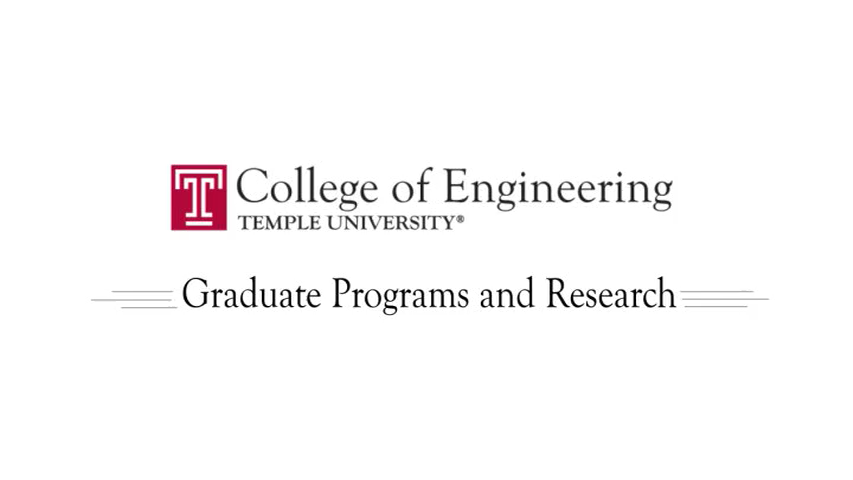 College of Engineering
TEMPLE UNIVERSITY®
Graduate Programs and Research